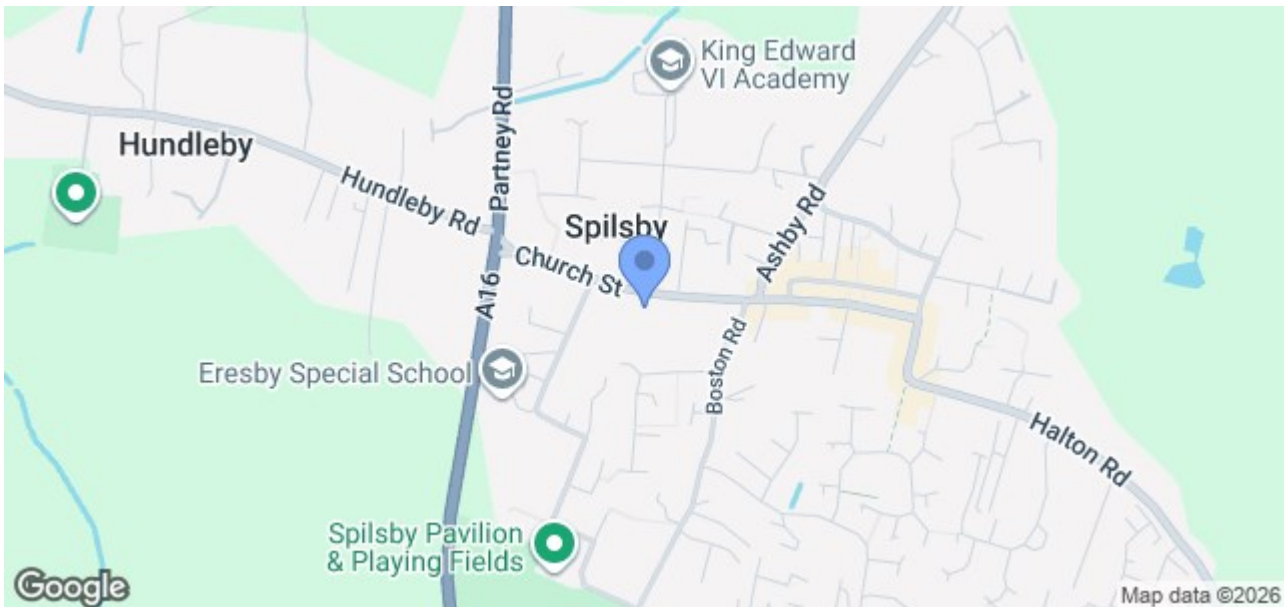 King Edward
VI Academy
Partney Rd
Hundleby
Hundleby Rd
Ashby Rd
Spilsby
Church St
A16
Boston Rd
Eresby Special School
Halton Rd
Spilsby Pavilion
& Playing Fields
Google
Map data ©2026